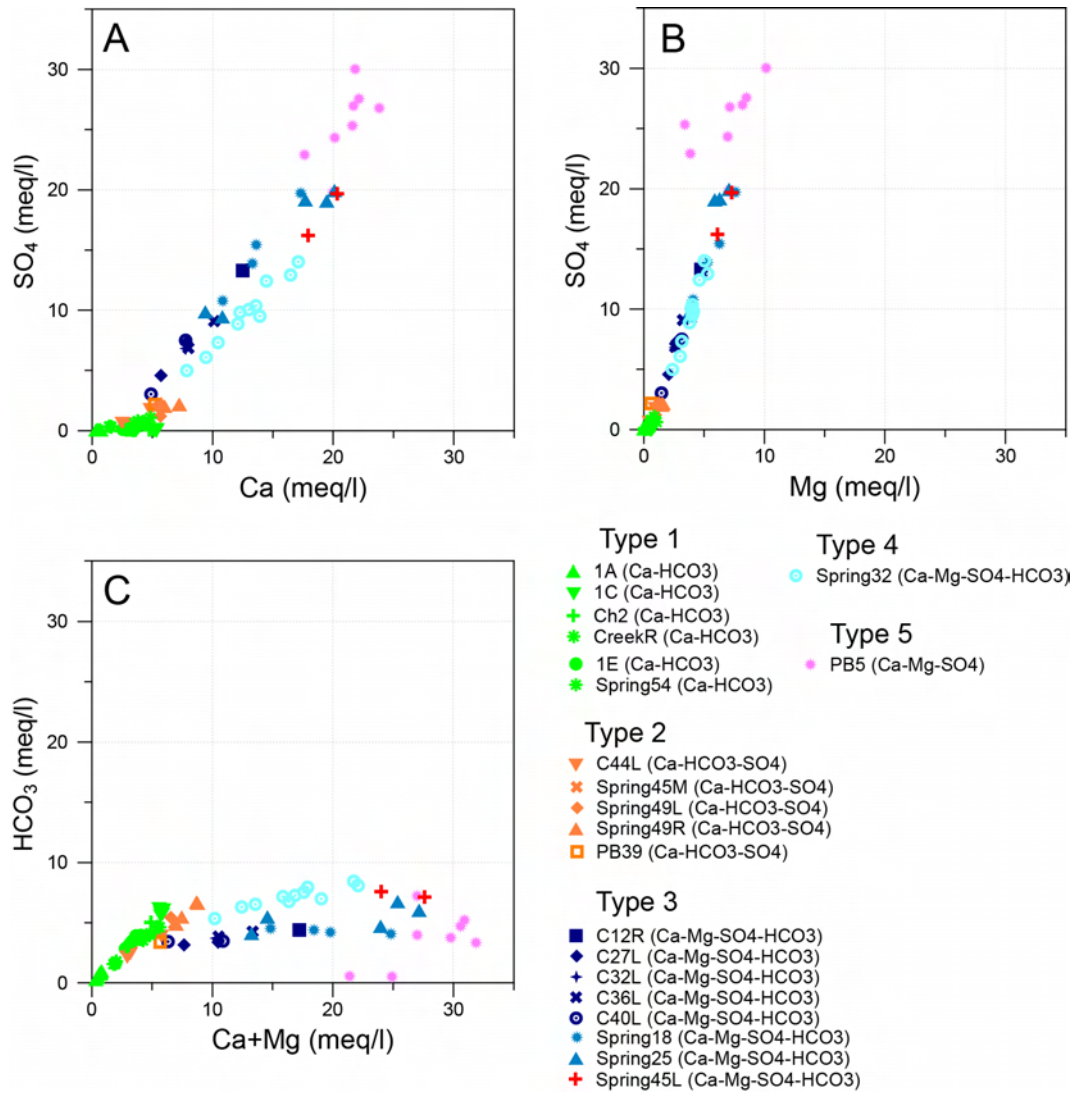 A
30
20
10
0
SO4 (meq/l)
0 10 20 30
Ca (meq/l)
B
30
20
10
0
SO4 (meq/l)
0 10 20 30
Mg (meq/l)
C
30
20
10
0
HCO3 (meq/l)
0 10 20 30
Ca+Mg (meq/l)
Type 1
1A (Ca-HCO3)
1C (Ca-HCO3)
Ch2 (Ca-HCO3)
CreekR (Ca-HCO3)
1E (Ca-HCO3)
Spring54 (Ca-HCO3)
Type 2
C44L (Ca-HCO3-SO4)
Spring45M (Ca-HCO3-SO4)
Spring49L (Ca-HCO3-SO4)
Spring49R (Ca-HCO3-SO4)
PB39 (Ca-HCO3-SO4)
Type 3
C12R (Ca-Mg-SO4-HCO3)
C27L (Ca-Mg-SO4-HCO3)
C32L (Ca-Mg-SO4-HCO3)
C36L (Ca-Mg-SO4-HCO3)
C40L (Ca-Mg-SO4-HCO3)
Spring18 (Ca-Mg-SO4-HCO3)
Spring25 (Ca-Mg-SO4-HCO3)
Spring45L (Ca-Mg-SO4-HCO3)
Type 4
Spring32 (Ca-Mg-SO4-HCO3)
Type 5
PB5 (Ca-Mg-SO4)